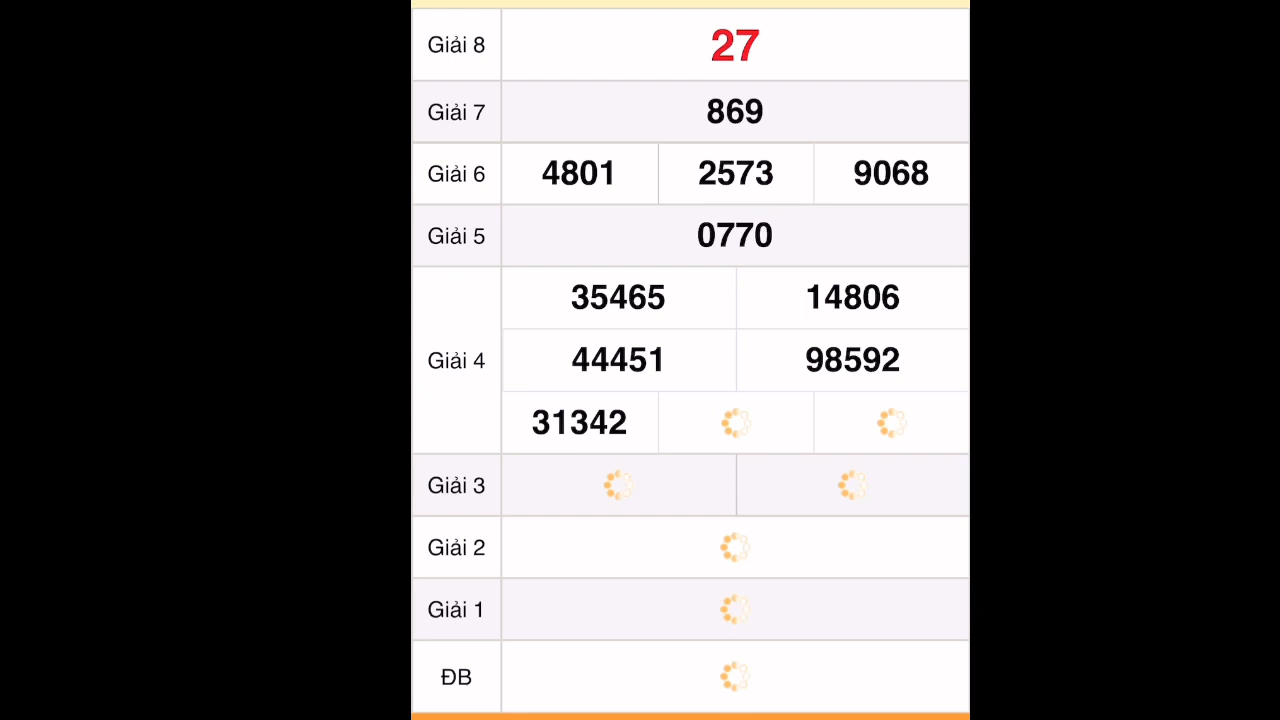 Giải 8 27
Giải 7 869
Giải 6 4801 2573 9068
Giải 5 0770
35465 14806
Giải 4 44451 98592
31342
Giải 3
Giải 2
Giải 1
ĐB